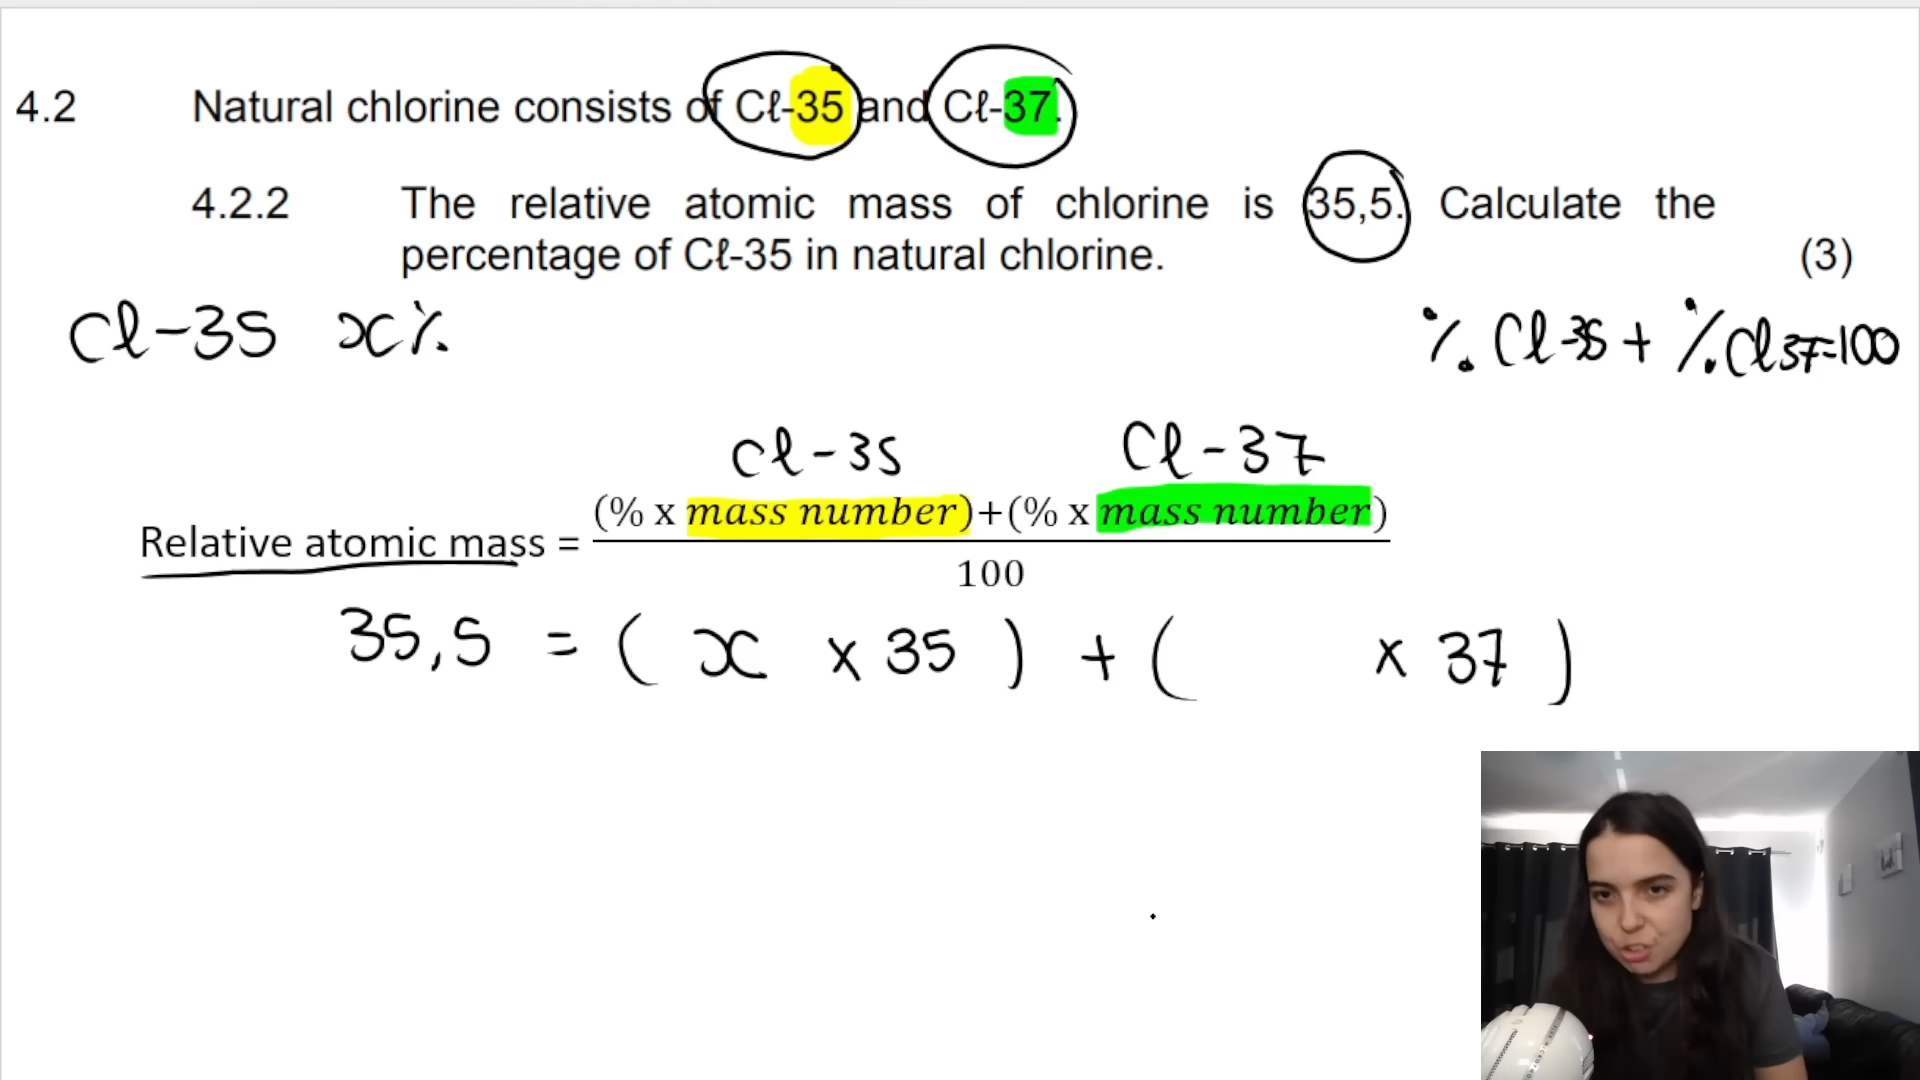 4.2 Natural chlorine consists of Cℓ-35 and Cℓ-37.
4.2.2 The relative atomic mass of chlorine is 35,5. Calculate the
percentage of Cℓ-35 in natural chlorine. (3)
Cl-35 x% % Cl-35 + % Cl 37=100
Cl-35 Cl-37
(% x mass number)+(% x mass number)
Relative atomic mass =
100
35,5 = ( x x 35 ) + ( x 37 )